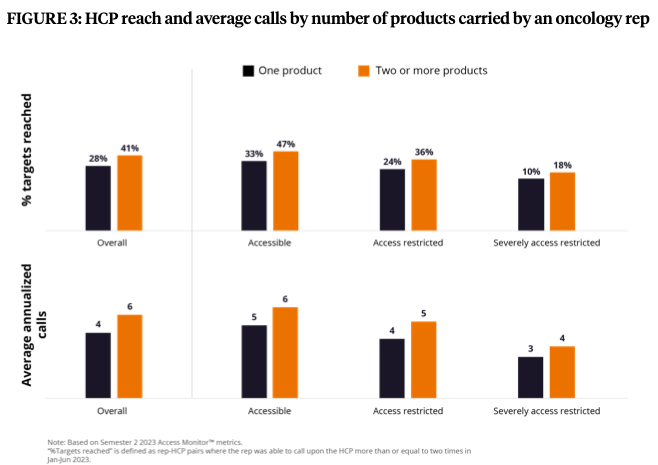 FIGURE 3: HCP reach and average calls by number of products carried by an oncology rep
One product
Two or more products
% targets reached
28%
41%
33%
47%
24%
36%
10%
18%
Overall
Accessible
Access restricted
Severely access restricted
Average annualized
calls
4
6
5
6
4
5
3
4
Overall
Accessible
Access restricted
Severely access restricted
Note: Based on Semester 2 2023 Access Monitor™ metrics.
"%Targets reached" is defined as rep-HCP pairs where the rep was able to call upon the HCP more than or equal to two times in
Jan-Jun 2023.